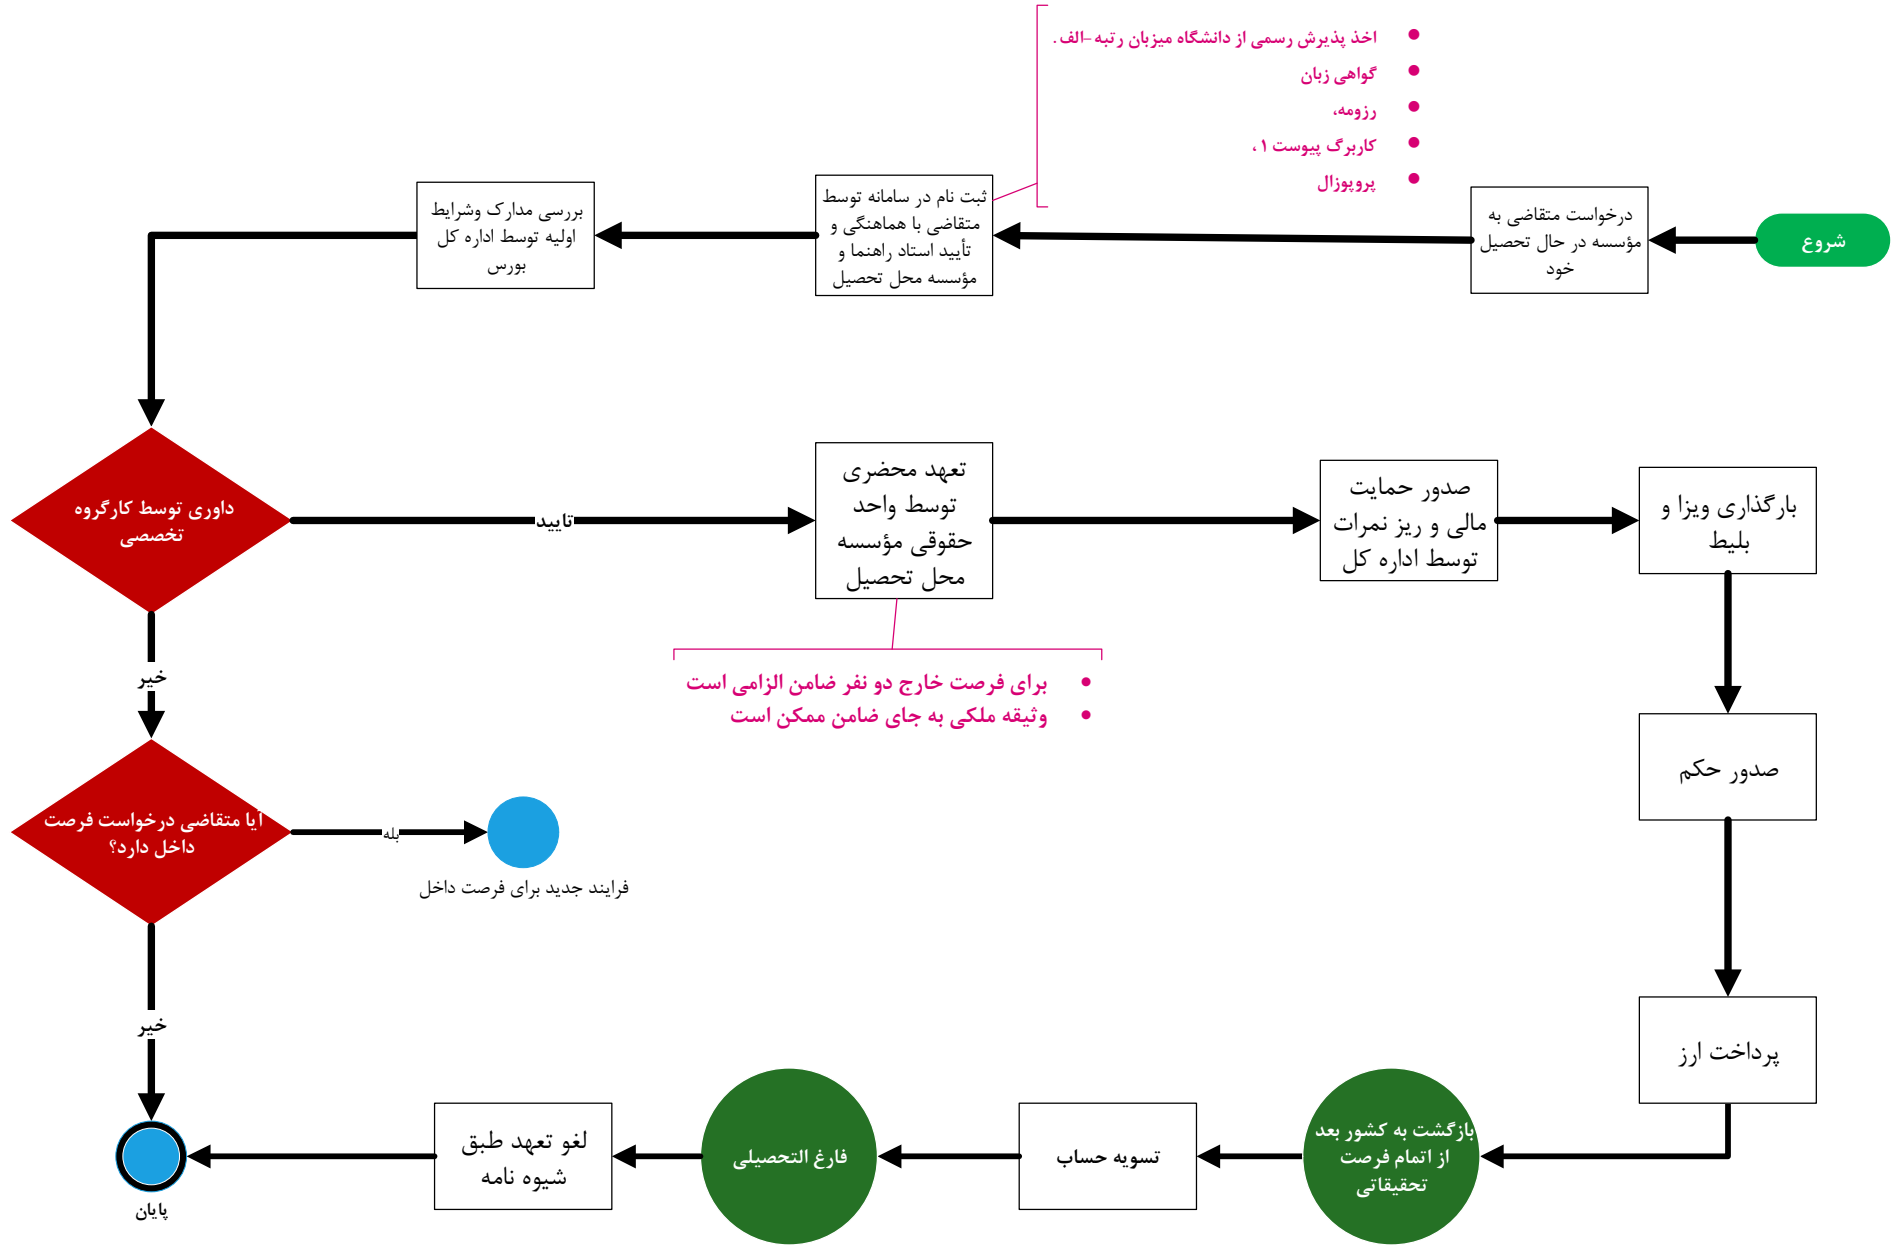 اخذ پذیرش رسمی از دانشگاه میزبان رتبه -الف .
گواهی زبان
رزومه،
کاربرگ پیوست ۱ ،
پروپوزال
شروع
درخواست متقاضی به
مؤسسه در حال تحصیل
خود
ثبت نام در سامانه توسط
متقاضی با هماهنگی و
تأیید استاد راهنما و
مؤسسه محل تحصیل
بررسی مدارک وشرایط
اولیه توسط اداره کل
بورس
داوری توسط کارگروه
تخصصی
تایید
تعهد محضری
توسط واحد
حقوقی مؤسسه
محل تحصیل
صدور حمایت
مالی و ریز نمرات
توسط اداره کل
بارگذاری ویزا و
بلیط
برای فرصت خارج دو نفر ضامن الزامی است
وثیقه ملکی به جای ضامن ممکن است
خیر
صدور حکم
آیا متقاضی درخواست فرصت
داخل دارد؟
بله
فرایند جدید برای فرصت داخل
خیر
پرداخت ارز
بازگشت به کشور بعد
از اتمام فرصت
تحقیقاتی
تسویه حساب
فارغ التحصیلی
لغو تعهد طبق
شیوه نامه
پایان